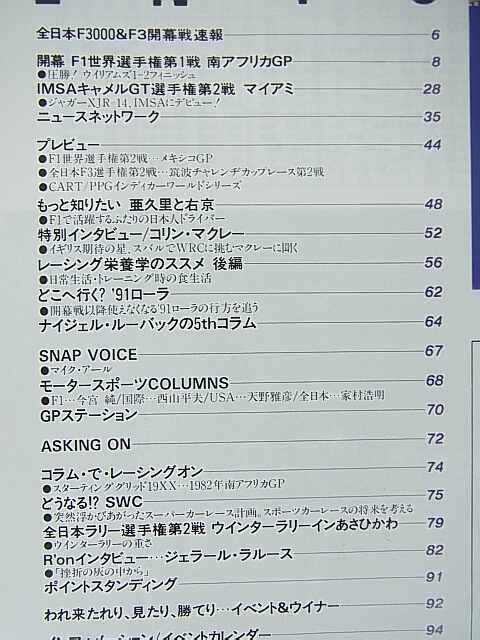 全日本F3000&F3開幕戦速報 6
開幕 F1世界選手権第1戦 南アフリカGP 8
●圧勝！ウイリアムズ1-2フィニッシュ
IMSAキャメルGT選手権第2戦 マイアミ 28
●ジャガーXJR-14、IMSAにデビュー！
ニュースネットワーク 35
プレビュー 44
●F1世界選手権第2戦…メキシコGP
●全日本F3選手権第2戦…筑波チャレンヂカップレース第2戦
●CART/PPGインディカーワールドシリーズ
もっと知りたい 亜久里と右京 48
●F1で活躍するふたりの日本人ドライバー
特別インタビュー/コリン・マクレー 52
●イギリス期待の星、スバルでWRCに挑むマクレーに聞く
レーシング栄養学のススメ 後編 56
●日常生活・トレーニング時の食生活
どこへ行く？'91ローラ 62
●開幕戦以降使えなくなる'91ローラの行方を追う
ナイジェル・ルーバックの5thコラム 64
SNAP VOICE 67
●マイク・アール
モータースポーツCOLUMNS 68
●F1…今宮 純/国際…西山平夫/USA…天野雅彦/全日本…家村浩明
GPステーション 70
ASKING ON 72
コラム・で・レーシングオン 74
●スターティンググリッド19XX…1982年南アフリカGP
どうなる!? SWC 75
●突然浮かびあがったスーパーカーレース計画。スポーツカーレースの将来を考える
全日本ラリー選手権第2戦 ウインターラリーインあさひかわ 79
●ウインターラリーの重さ
R'onインタビュー…ジェラール・ラルース 82
●「挫折の灰の中から」
ポイントスタンディング 91
われ来たれり、見たり、勝てり…イベント&ウイナー 92
インフォメーション/イベントカレンダー 94